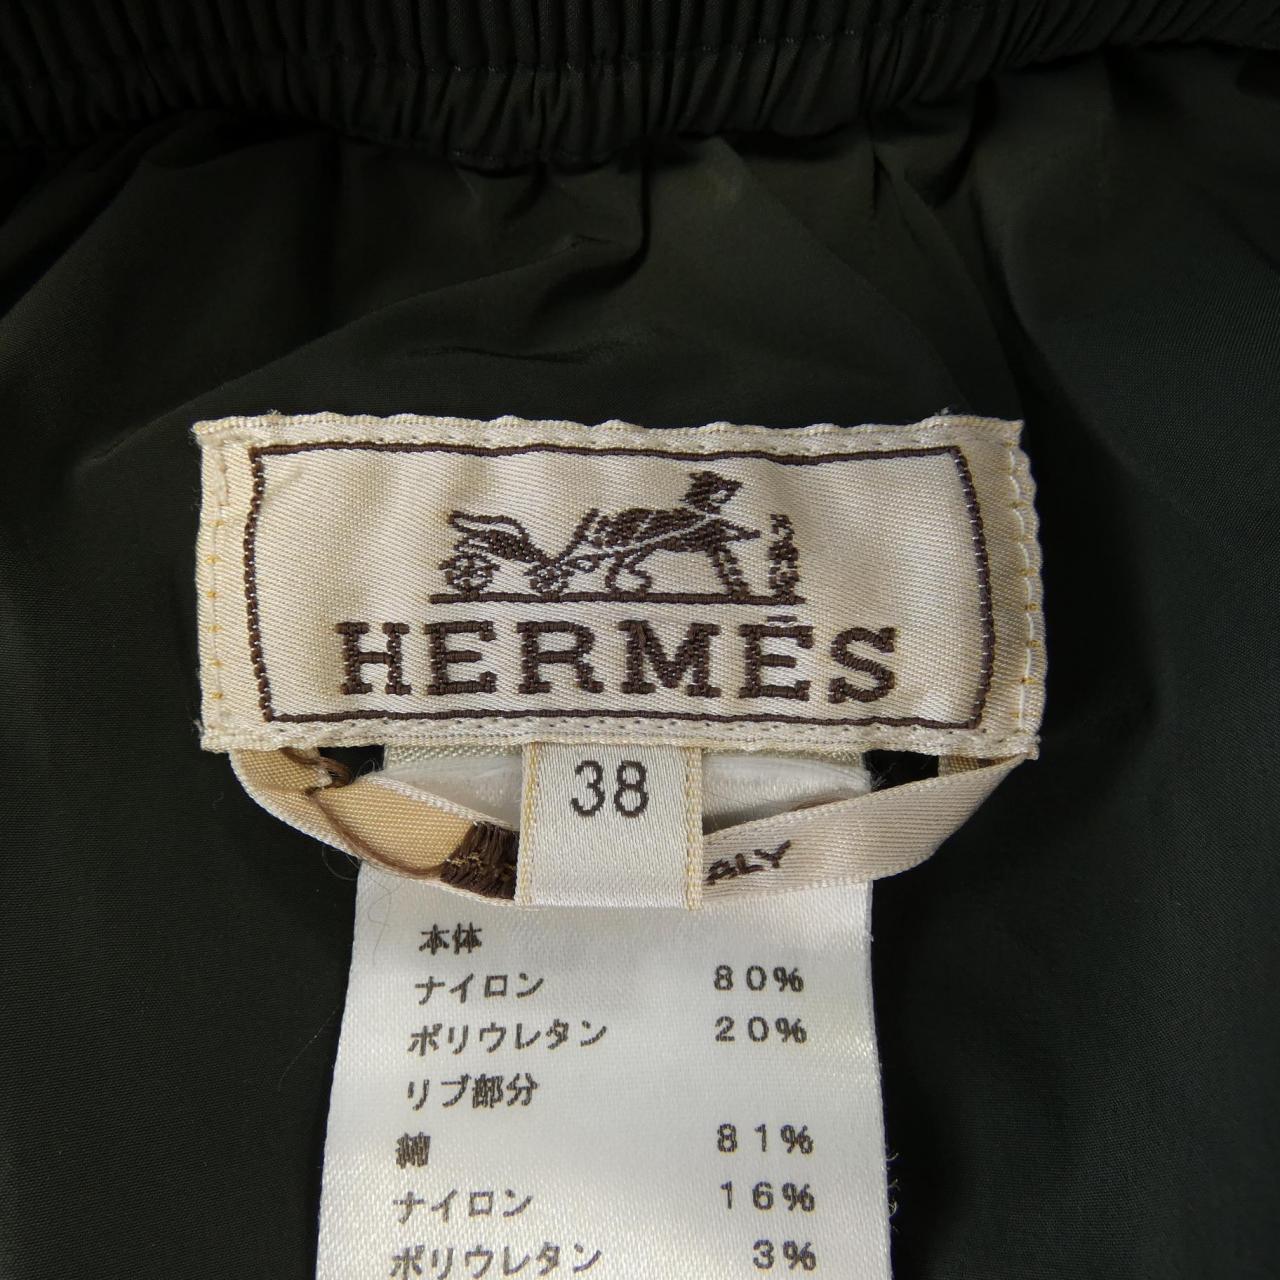 HERMÈS
38
ALY
本体
ナイロン 80%
ポリウレタン 20%
リブ部分
綿 81%
ナイロン 16%
ポリウレタン 3%